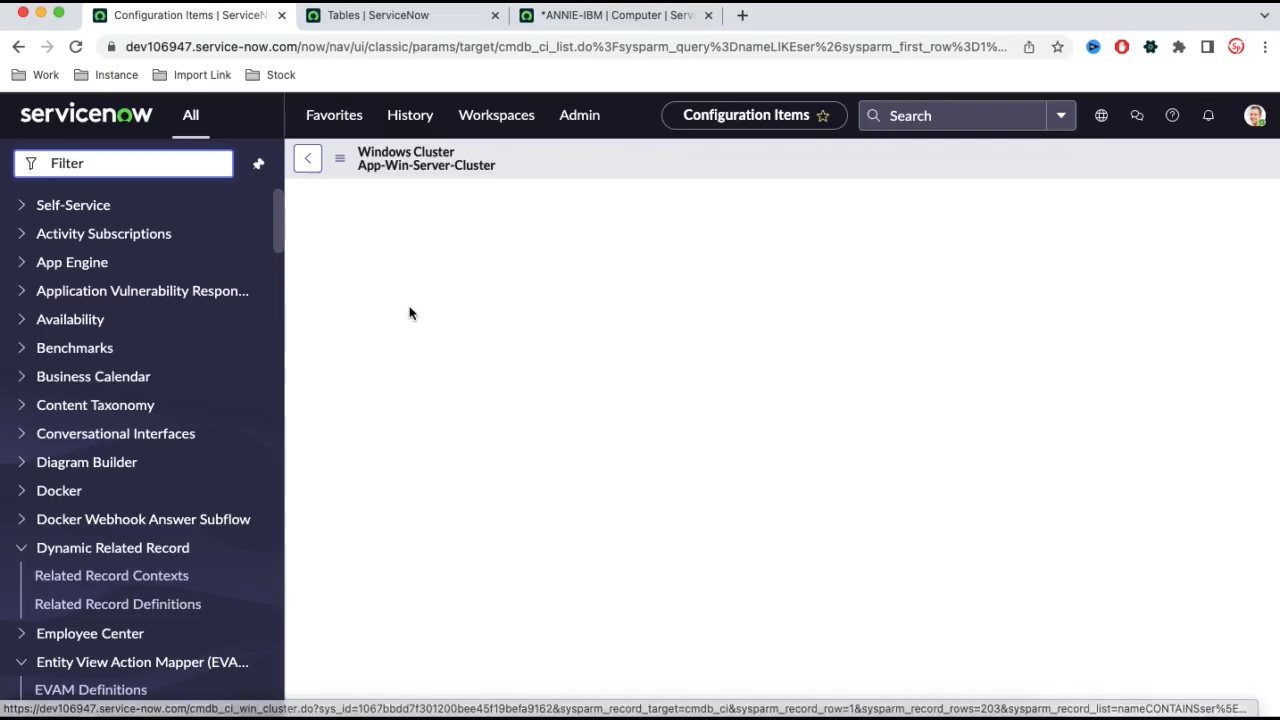 Configuration Items | ServiceN
Tables | ServiceNow
*ANNIE-IBM | Computer | Serv
dev106947.service-now.com/now/nav/ui/classic/params/target/cmdb_ci_list.do%3Fsysparm_query%3DnameLIKEser%26sysparm_first_row%3D1%...
Sp
Work
Instance
Import Link
Stock
servicenow
All
Favorites
History
Workspaces
Admin
Configuration Items
Search
Filter
Windows Cluster
App-Win-Server-Cluster
Self-Service
Activity Subscriptions
App Engine
Application Vulnerability Respon...
Availability
Benchmarks
Business Calendar
Content Taxonomy
Conversational Interfaces
Diagram Builder
Docker
Docker Webhook Answer Subflow
Dynamic Related Record
Related Record Contexts
Related Record Definitions
Employee Center
Entity View Action Mapper (EVA...
EVAM Definitions
https://dev106947.service-now.com/cmdb_ci_win_cluster.do?sys_id=1067bbdd7f301200bee45f19befa9162&sysparm_record_target=cmdb_ci&sysparm_record_row=1&sysparm_record_rows=203&sysparm_record_list=nameCONTAINSser%5E...